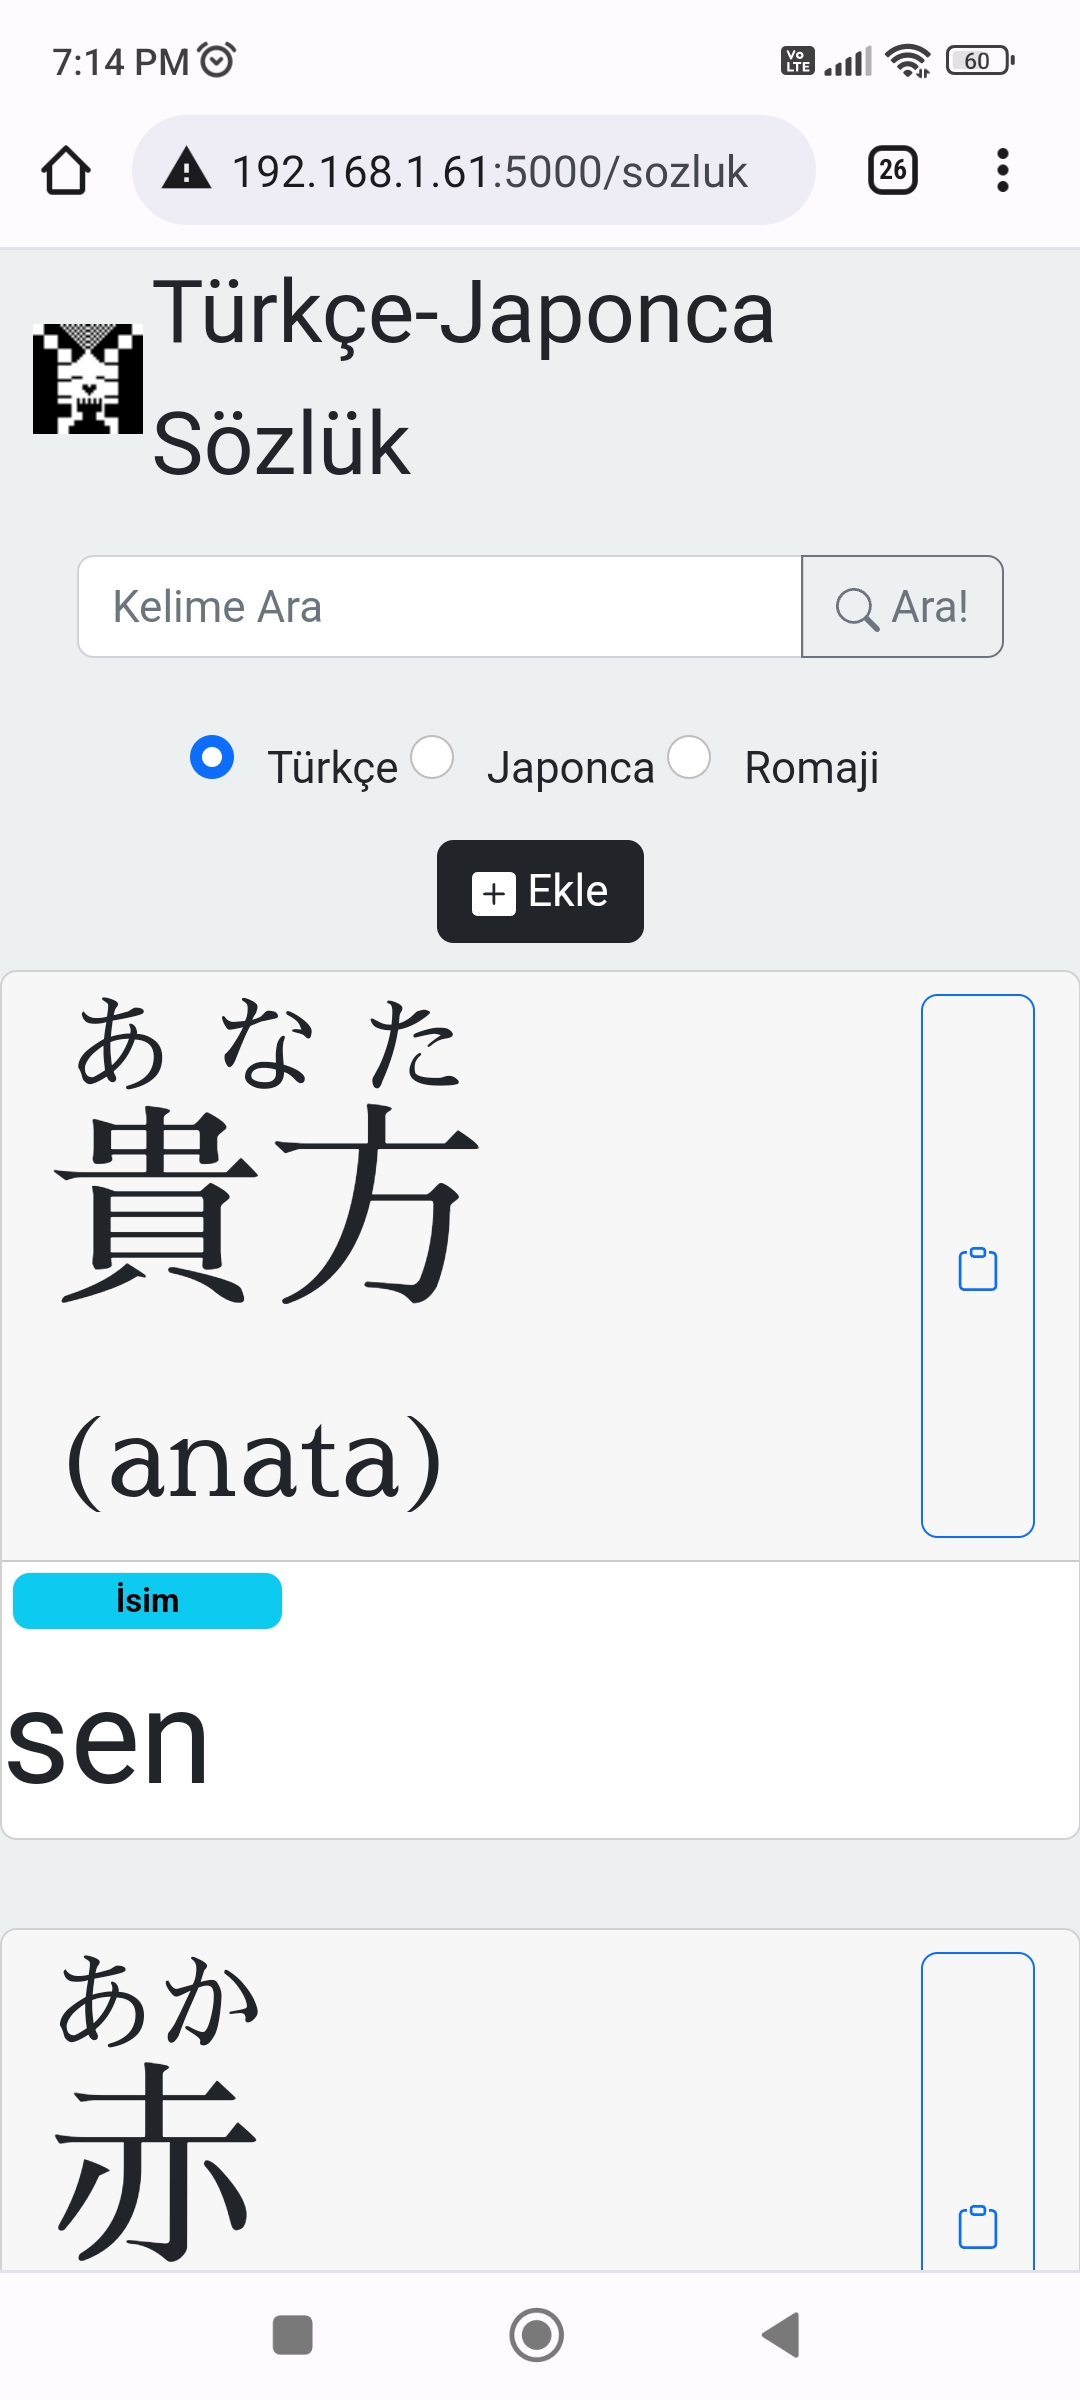 7:14 PM
Vo LTE
60
192.168.1.61:5000/sozluk
26
Türkçe-Japonca
Sözlük
Kelime Ara
Ara!
Türkçe Japonca Romaji
Ekle
あなた
貴方
(anata)
İsim
sen
あか
赤